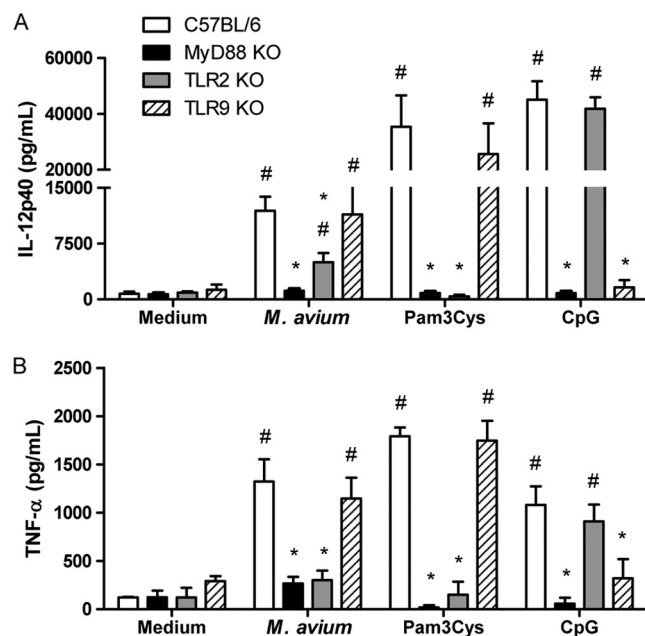 A
C57BL/6
MyD88 KO
TLR2 KO
TLR9 KO
IL-12p40 (pg/mL)
60000
40000
20000
15000
7500
0
# * * # # # * * # # * # *
Medium M. avium Pam3Cys CpG
B
TNF-α (pg/mL)
2500
2000
1500
1000
500
0
# * * # # * * # # * # *
Medium M. avium Pam3Cys CpG